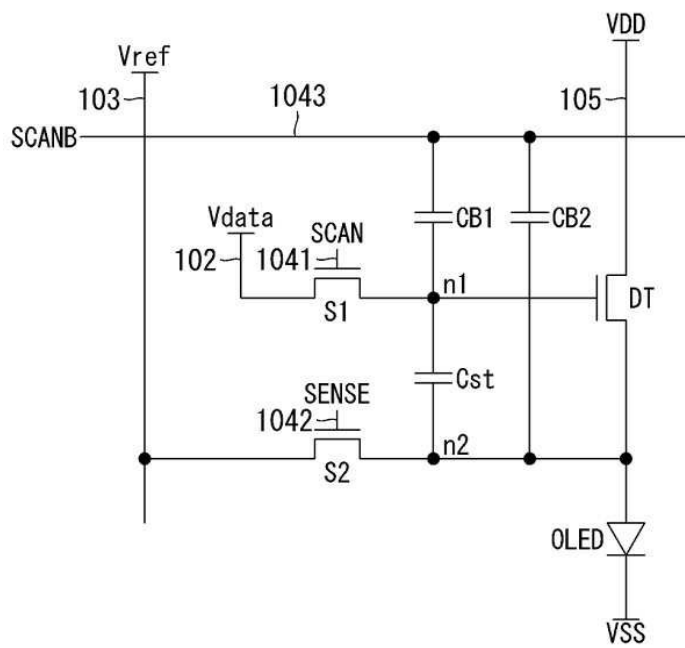 VDD
Vref
103
1043
105
SCANB
CB1
CB2
Vdata
SCAN
102
1041
n1
DT
S1
Cst
SENSE
1042
n2
S2
OLED
VSS